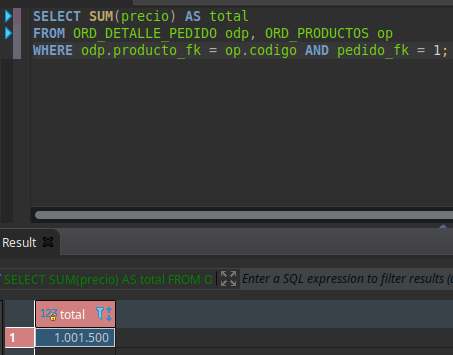 SELECT SUM(precio) AS total
FROM ORD_DETALLE_PEDIDO odp, ORD_PRODUCTOS op
WHERE odp.producto_fk = op.codigo AND pedido_fk = 1;
Result
SELECT SUM(precio) AS total FROM O
Enter a SQL expression to filter results (
123 total
1 1.001.500